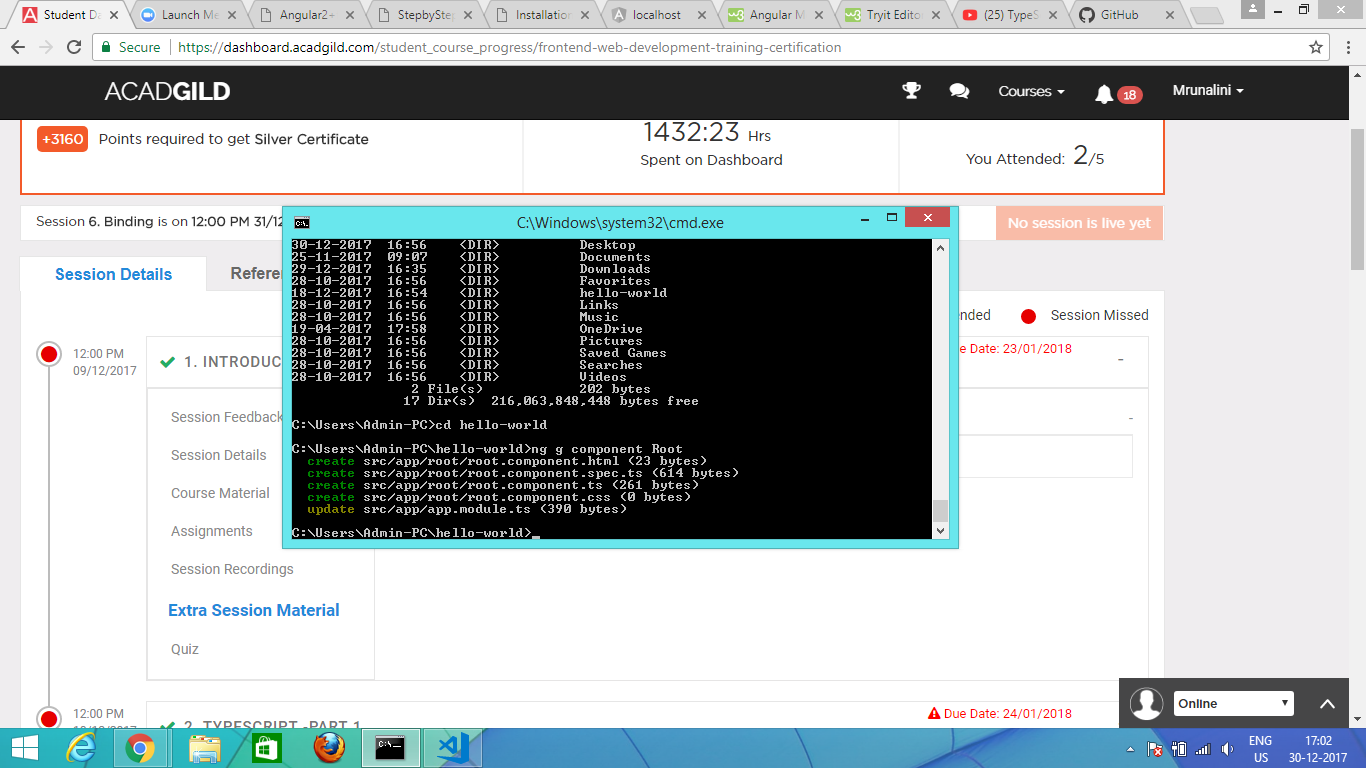 Student Da
Launch Me
Angular2+
StepbySte
Installation
localhost
Angular M
Tryit Edito
(25) TypeS
GitHub
Secure https://dashboard.acadgild.com/student_course_progress/frontend-web-development-training-certification
ACADGILD
Courses
18
Mrunalini
+3160 Points required to get Silver Certificate
1432:23 Hrs
Spent on Dashboard
You Attended: 2/5
Session 6. Binding is on 12:00 PM 31/12
No session is live yet
Session Details
Refere
nded
Session Missed
12:00 PM
09/12/2017
1. INTRODUC
e Date: 23/01/2018
-
Session Feedback
-
Session Details
Course Material
Assignments
Session Recordings
Extra Session Material
Quiz
C:\Windows\system32\cmd.exe
30-12-2017 16:56 <DIR> Desktop
25-11-2017 09:07 <DIR> Documents
29-12-2017 16:35 <DIR> Downloads
28-10-2017 16:56 <DIR> Favorites
18-12-2017 16:54 <DIR> hello-world
28-10-2017 16:56 <DIR> Links
28-10-2017 16:56 <DIR> Music
19-04-2017 17:58 <DIR> OneDrive
28-10-2017 16:56 <DIR> Pictures
28-10-2017 16:56 <DIR> Saved Games
28-10-2017 16:56 <DIR> Searches
28-10-2017 16:56 <DIR> Videos
2 File(s) 202 bytes
17 Dir(s) 216,063,848,448 bytes free
C:\Users\Admin-PC>cd hello-world
C:\Users\Admin-PC\hello-world>ng g component Root
create src/app/root/root.component.html (23 bytes)
create src/app/root/root.component.spec.ts (614 bytes)
create src/app/root/root.component.ts (261 bytes)
create src/app/root/root.component.css (0 bytes)
update src/app/app.module.ts (390 bytes)
C:\Users\Admin-PC\hello-world>_
12:00 PM
2. TYPESCRIPT -PART 1
Due Date: 24/01/2018
Online
ENG
US
17:02
30-12-2017